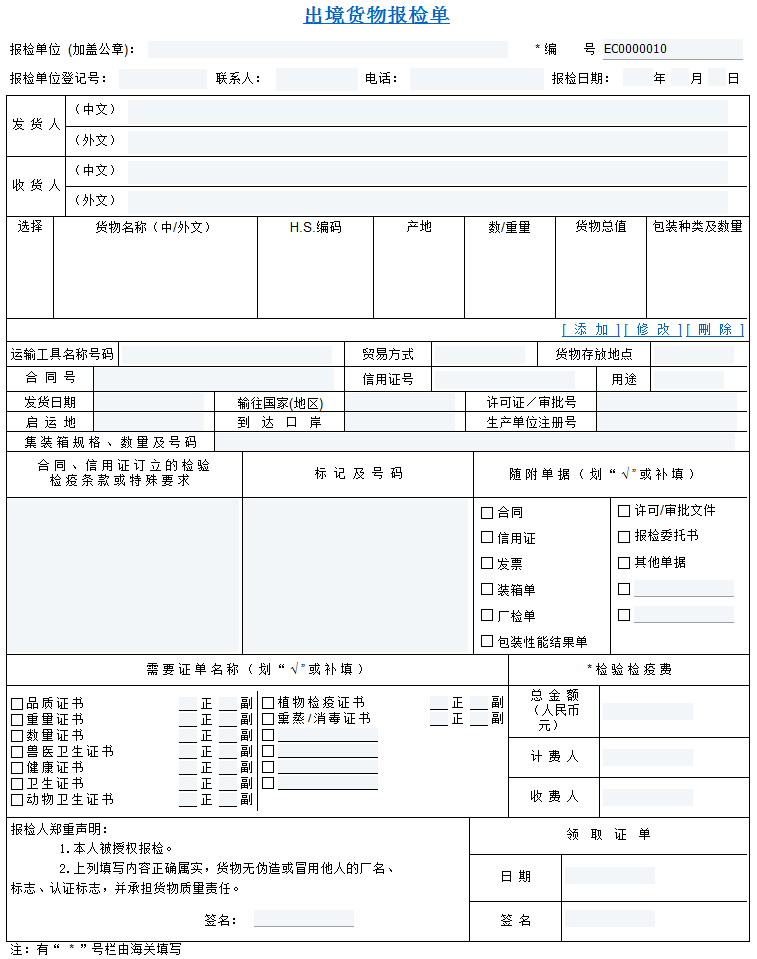 出境货物报检单
报检单位 (加盖公章): *编 号 EC0000010
报检单位登记号: 联系人: 电话: 报检日期: 年 月 日
发 货 人 (中文)
(外文)
收 货 人 (中文)
(外文)
选择 货物名称(中/外文) H.S.编码 产地 数/重量 货物总值 包装种类及数量
[ 添 加 ] [ 修 改 ] [ 删 除 ]
运输工具名称号码 贸易方式 货物存放地点
合 同 号 信用证号 用途
发货日期 输往国家(地区) 许可证／审批号
启 运 地 到 达 口 岸 生产单位注册号
集装箱规格、数量及号码
合同、信用证订立的检验
检疫条款或特殊要求
标 记 及 号 码
随附单据(划“√”或补填)
合同 许可/审批文件
信用证 报检委托书
发票 其他单据
装箱单
厂检单
包装性能结果单
需要证单名称(划“√”或补填) *检验检疫费
品质证书 正 副 植物检疫证书 正 副
重量证书 正 副 熏蒸/消毒证书 正 副
数量证书 正 副
兽医卫生证书 正 副
健康证书 正 副
卫生证书 正 副
动物卫生证书 正 副
总 金 额
(人民币
元)
计 费 人
收 费 人
报检人郑重声明:
1.本人被授权报检。
2.上列填写内容正确属实，货物无伪造或冒用他人的厂名、
标志、认证标志，并承担货物质量责任。
签名:
领 取 证 单
日 期
签 名
注: 有“ * ”号栏由海关填写